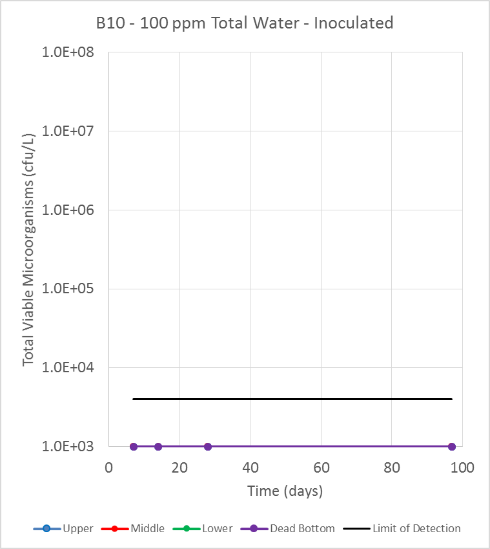 B10 - 100 ppm Total Water - Inoculated
1.0E+08
1.0E+07
1.0E+06
1.0E+05
1.0E+04
1.0E+03
Total Viable Microorganisms (cfu/L)
0 20 40 60 80 100
Time (days)
Upper Middle Lower Dead Bottom Limit of Detection